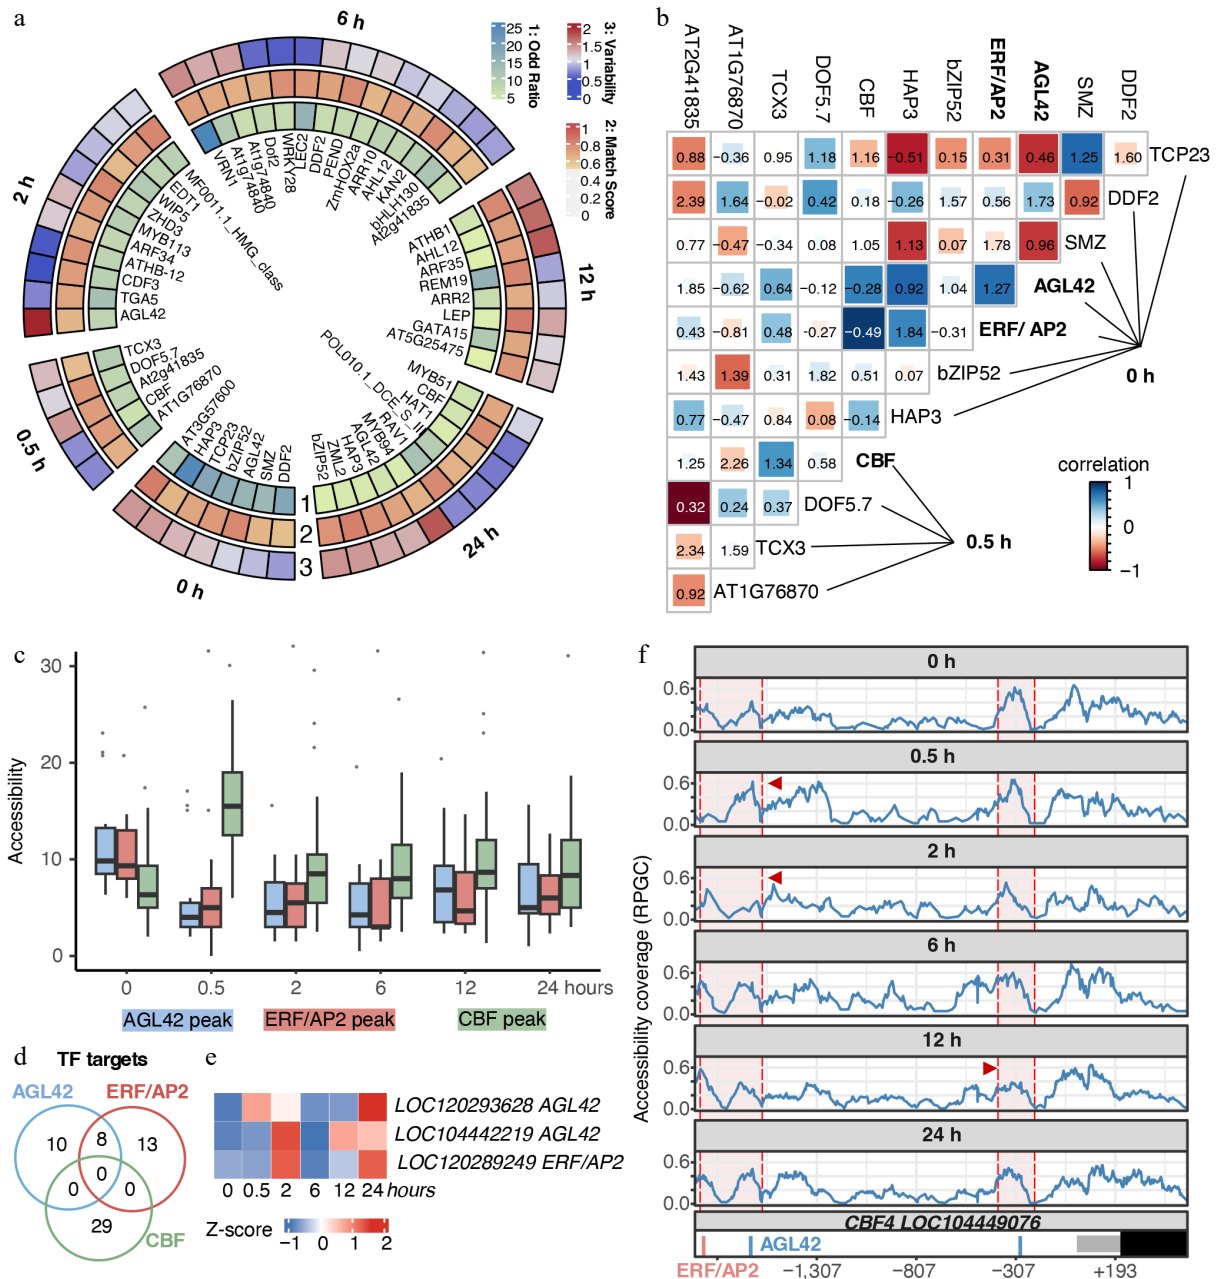 a
6 h
2 h
12 h
0.5 h
24 h
0 h
1: Odd Ratio
25
20
15
10
5
3: Variability
2
1.5
1
0.5
0
2: Match Score
1
0.8
0.6
0.4
0.2
0
VRN1
At1g74840
At1g74840
Dof2
WRKY28
LEC2
DDF2
PEND
ZmHOX2a
ARR10
AHL12
KAN2
bHLH130
At2g41835
MF0011.1_HMG_class
EDT1
WIP5
ZHD3
MYB113
ARF34
ATHB-12
CDF3
TGA5
AGL42
ATHB1
AHL12
ARF35
REM19
ARR2
LEP
GATA15
AT5G25475
TCX3
DOF5.7
At2g41835
CBF
AT1G76870
AT3G57600
HAP3
TCP23
bZIP52
AGL42
SMZ
DDF2
MYB51
CBF
HAT1
POL010.1_DCE_S_II
RAV1
MYB94
AGL42
HAP3
ZML2
bZIP52
1
2
3
b
AT2G41835
AT1G76870
TCX3
DOF5.7
CBF
HAP3
bZIP535
ERF/AP2
AGL42
SMZ
DDF2
0.88 −0.36 0.95 1.18 1.16 −0.51 0.15 0.31 0.46 1.25 1.60 TCP23
2.39 1.64 −0.02 0.42 0.18 −0.26 1.57 0.56 1.73 0.92 DDF2
0.77 −0.47 −0.34 0.08 1.05 1.13 0.07 1.78 0.96 SMZ
1.85 −0.62 0.64 −0.12 −0.28 0.92 1.04 1.27 AGL42
0.43 −0.81 0.48 −0.27 −0.49 1.84 −0.31 ERF/ AP2
1.43 1.39 0.31 1.82 0.51 0.07 bZIP52
0.77 −0.47 0.84 0.08 −0.14 HAP3
1.25 2.26 1.34 0.58 CBF
0.32 0.24 0.37 DOF5.7
2.34 1.59 TCX3
0.92 AT1G76870
0 h
0.5 h
correlation
1
0
−1
c
Accessibility
30
20
10
0
0 0.5 2 6 12 24 hours
AGL42 peak ERF/AP2 peak CBF peak
d
TF targets
AGL42 ERF/AP2
10 8 13
0
0 0
29
CBF
e
LOC120293628 AGL42
LOC104442219 AGL42
LOC120289249 ERF/AP2
0 0.5 2 6 12 24 hours
Z-score
−1 0 1 2
f
Accessibility coverage (RPGC)
0 h
0.6
0.0
0.5 h
0.6
0.0
2 h
0.6
0.0
6 h
0.6
0.0
12 h
0.6
0.0
24 h
0.6
0.0
CBF4 LOC104449076
AGL42
ERF/AP2 −1,307 −807 −307 +193